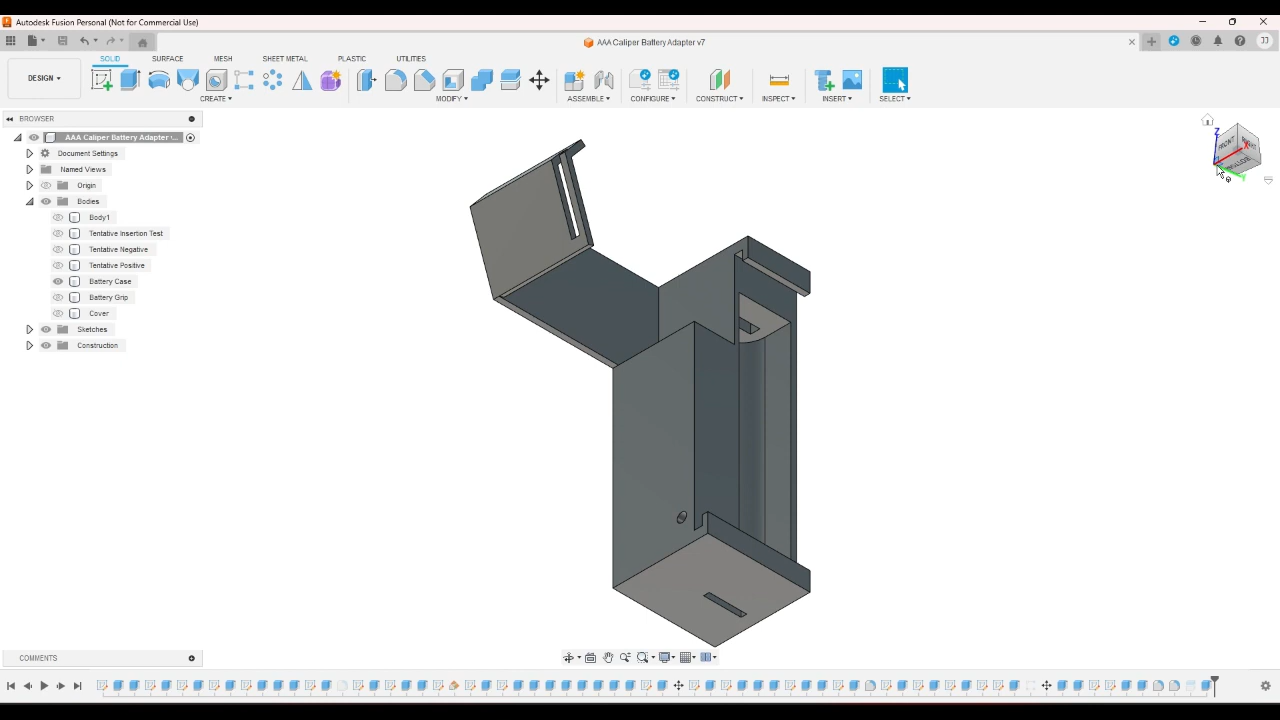 Autodesk Fusion Personal (Not for Commercial Use)
AAA Caliper Battery Adapter v7
JJ
DESIGN
SOLID SURFACE MESH SHEET METAL PLASTIC UTILITIES
CREATE MODIFY ASSEMBLE CONFIGURE CONSTRUCT INSPECT INSERT SELECT
BROWSER
AAA Caliper Battery Adapter ...
Document Settings
Named Views
Origin
Bodies
Body1
Tentative Insertion Test
Tentative Negative
Tentative Positive
Battery Case
Battery Grip
Cover
Sketches
Construction
Z
X
FRONT
COMMENTS